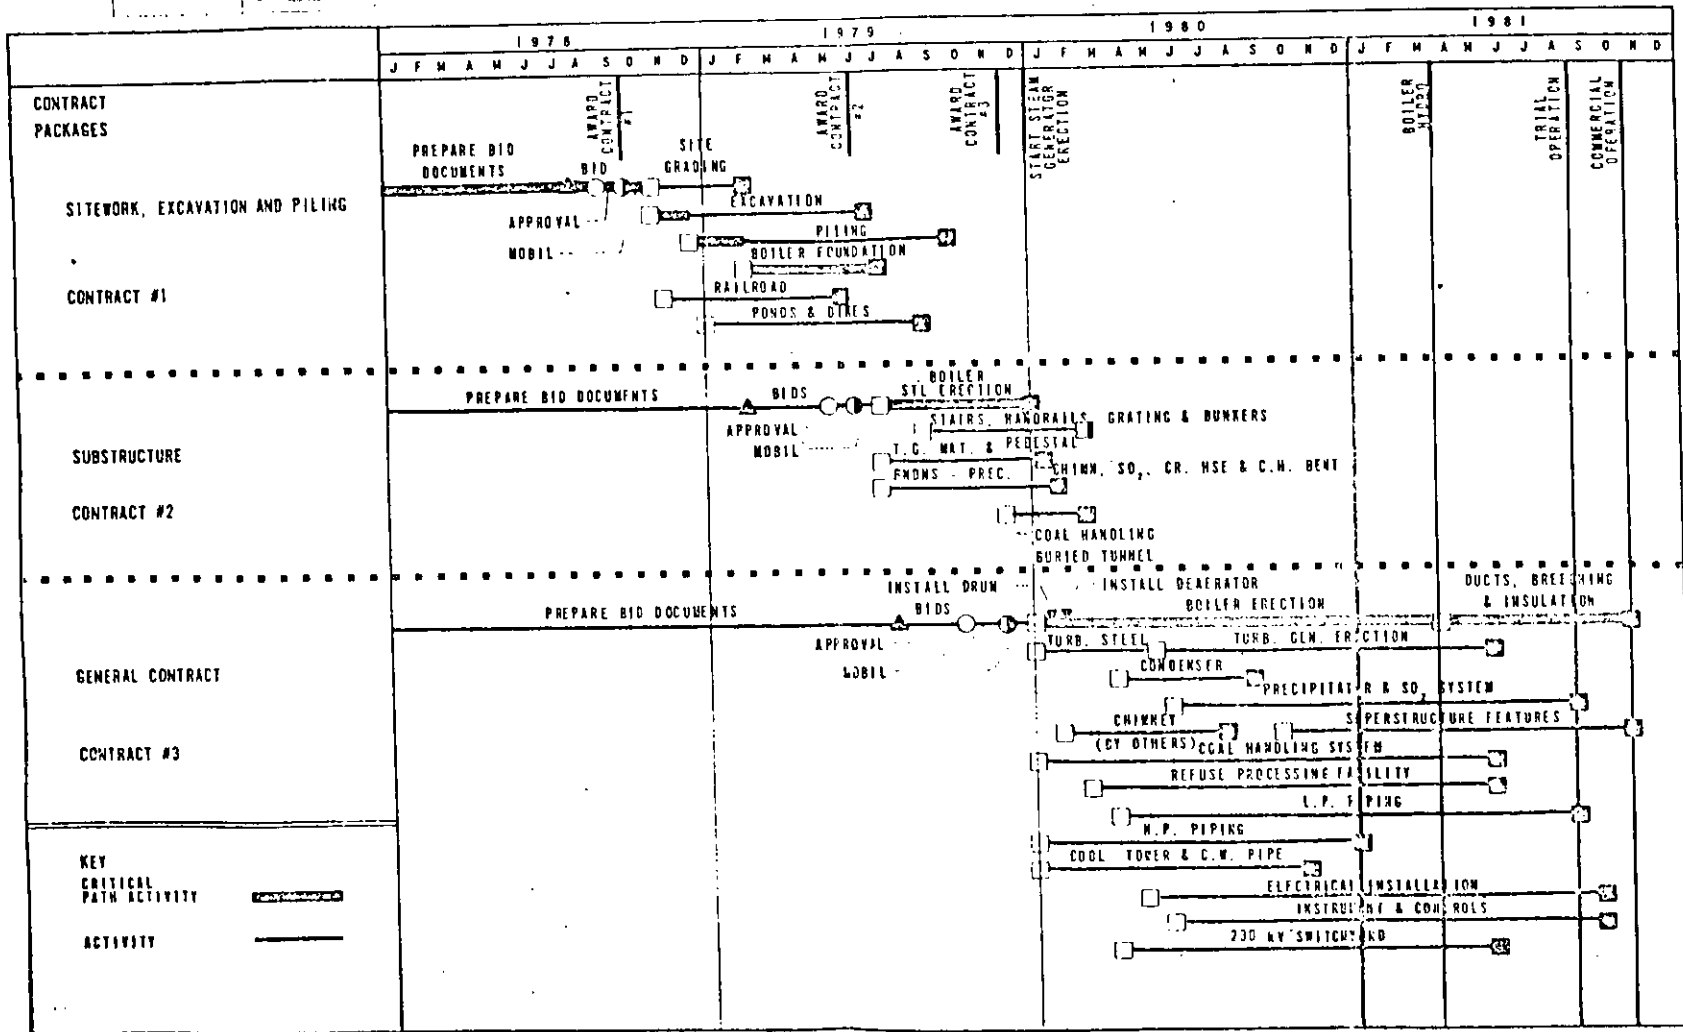 1978 1979 1980 1981
J F M A M J J A S O N D J F M A M J J A S O N D J F M A M J J A S O N D J F M A M J J A S O N D
CONTRACT
PACKAGES
AWARD
CONTRACT
#1
AWARD
CONTRACT
#2
AWARD
CONTRACT
#3
START STEAM
GENERATOR
ERECTION
BOILER
HYDRO
TRIAL
OPERATION
COMMERCIAL
OPERATION
PREPARE BID
DOCUMENTS
BID
SITE
GRADING
SITEWORK, EXCAVATION AND PILING
APPROVAL
EXCAVATION
MOBIL
PILING
BOILER FOUNDATION
CONTRACT #1
RAILROAD
PONDS & DIKES
PREPARE BID DOCUMENTS
BIDS
BOILER
STL ERECTION
APPROVAL
MOBIL
STAIRS, HANDRAILS, GRATING & BUNKERS
SUBSTRUCTURE
T.G. MAT. & PEDESTAL
FNDNS - PREC. CHIMN, SO₂, CR. HSE & C.H. BENT
CONTRACT #2
COAL HANDLING
BURIED TUNNEL
INSTALL DRUM
INSTALL DEAERATOR
PREPARE BID DOCUMENTS
BIDS
BOILER ERECTION
DUCTS, BREECHING
& INSULATION
APPROVAL
MOBIL
TURB. STEEL
TURB. GEN. ERECTION
GENERAL CONTRACT
CONDENSER
PRECIPITATOR & SO₂ SYSTEM
CHIMNEY
(BY OTHERS)
SUPERSTRUCTURE FEATURES
CONTRACT #3
COAL HANDLING SYSTEM
REFUSE PROCESSING FACILITY
L.P. PIPING
H.P. PIPING
COOL TOWER & C.W. PIPE
ELECTRICAL INSTALLATION
INSTRUMENT & CONTROLS
230 KV SWITCHYARD
KEY
CRITICAL
PATH ACTIVITY
ACTIVITY